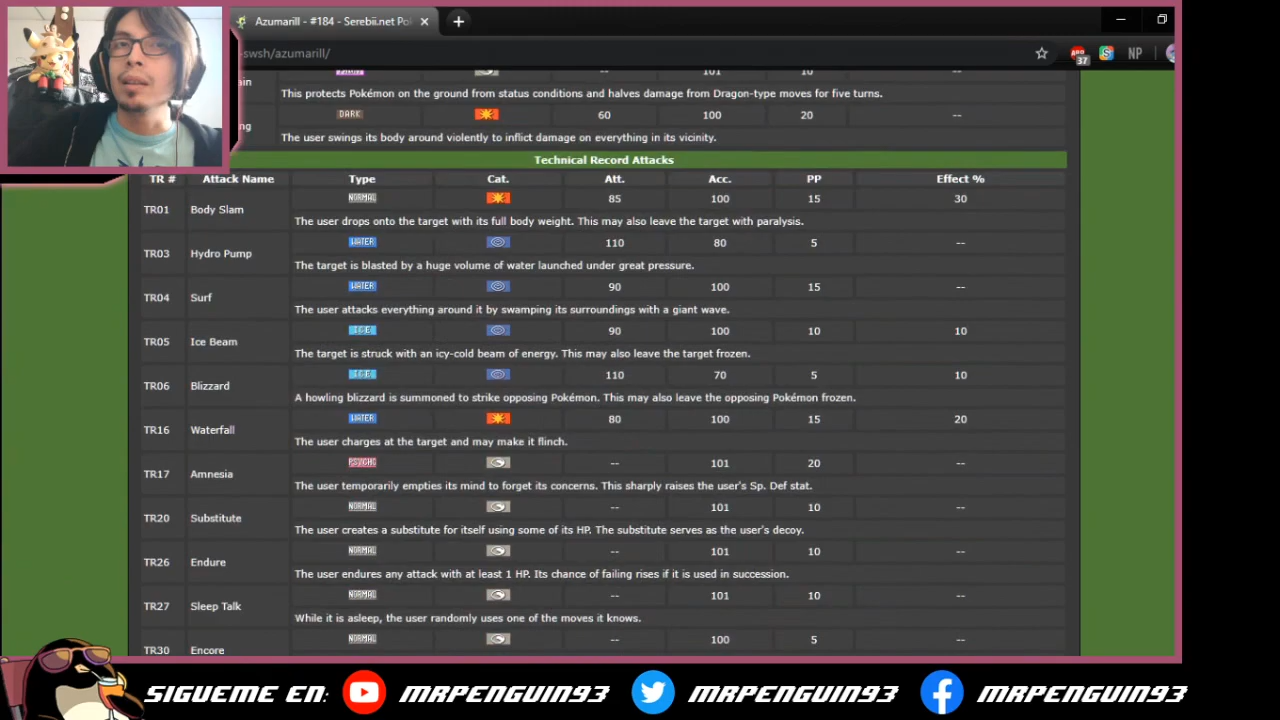 Azumarill - #184 - Serebii.net Pol
-swsh/azumarill/
37
NP
ain -- 101 10 --
This protects Pokémon on the ground from status conditions and halves damage from Dragon-type moves for five turns.
ng DARK 60 100 20 --
The user swings its body around violently to inflict damage on everything in its vicinity.
Technical Record Attacks
TR # Attack Name Type Cat. Att. Acc. PP Effect %
TR01 Body Slam NORMAL 85 100 15 30
The user drops onto the target with its full body weight. This may also leave the target with paralysis.
TR03 Hydro Pump WATER 110 80 5 --
The target is blasted by a huge volume of water launched under great pressure.
TR04 Surf WATER 90 100 15 --
The user attacks everything around it by swamping its surroundings with a giant wave.
TR05 Ice Beam ICE 90 100 10 10
The target is struck with an icy-cold beam of energy. This may also leave the target frozen.
TR06 Blizzard ICE 110 70 5 10
A howling blizzard is summoned to strike opposing Pokémon. This may also leave the opposing Pokémon frozen.
TR16 Waterfall WATER 80 100 15 20
The user charges at the target and may make it flinch.
TR17 Amnesia PSYCHC -- 101 20 --
The user temporarily empties its mind to forget its concerns. This sharply raises the user's Sp. Def stat.
TR20 Substitute NORMAL -- 101 10 --
The user creates a substitute for itself using some of its HP. The substitute serves as the user's decoy.
TR26 Endure NORMAL -- 101 10 --
The user endures any attack with at least 1 HP. Its chance of failing rises if it is used in succession.
TR27 Sleep Talk NORMAL -- 101 10 --
While it is asleep, the user randomly uses one of the moves it knows.
TR30 Encore NORMAL -- 100 5 --
SIGUEME EN: MRPENGUIN93 MRPENGUIN93 MRPENGUIN93